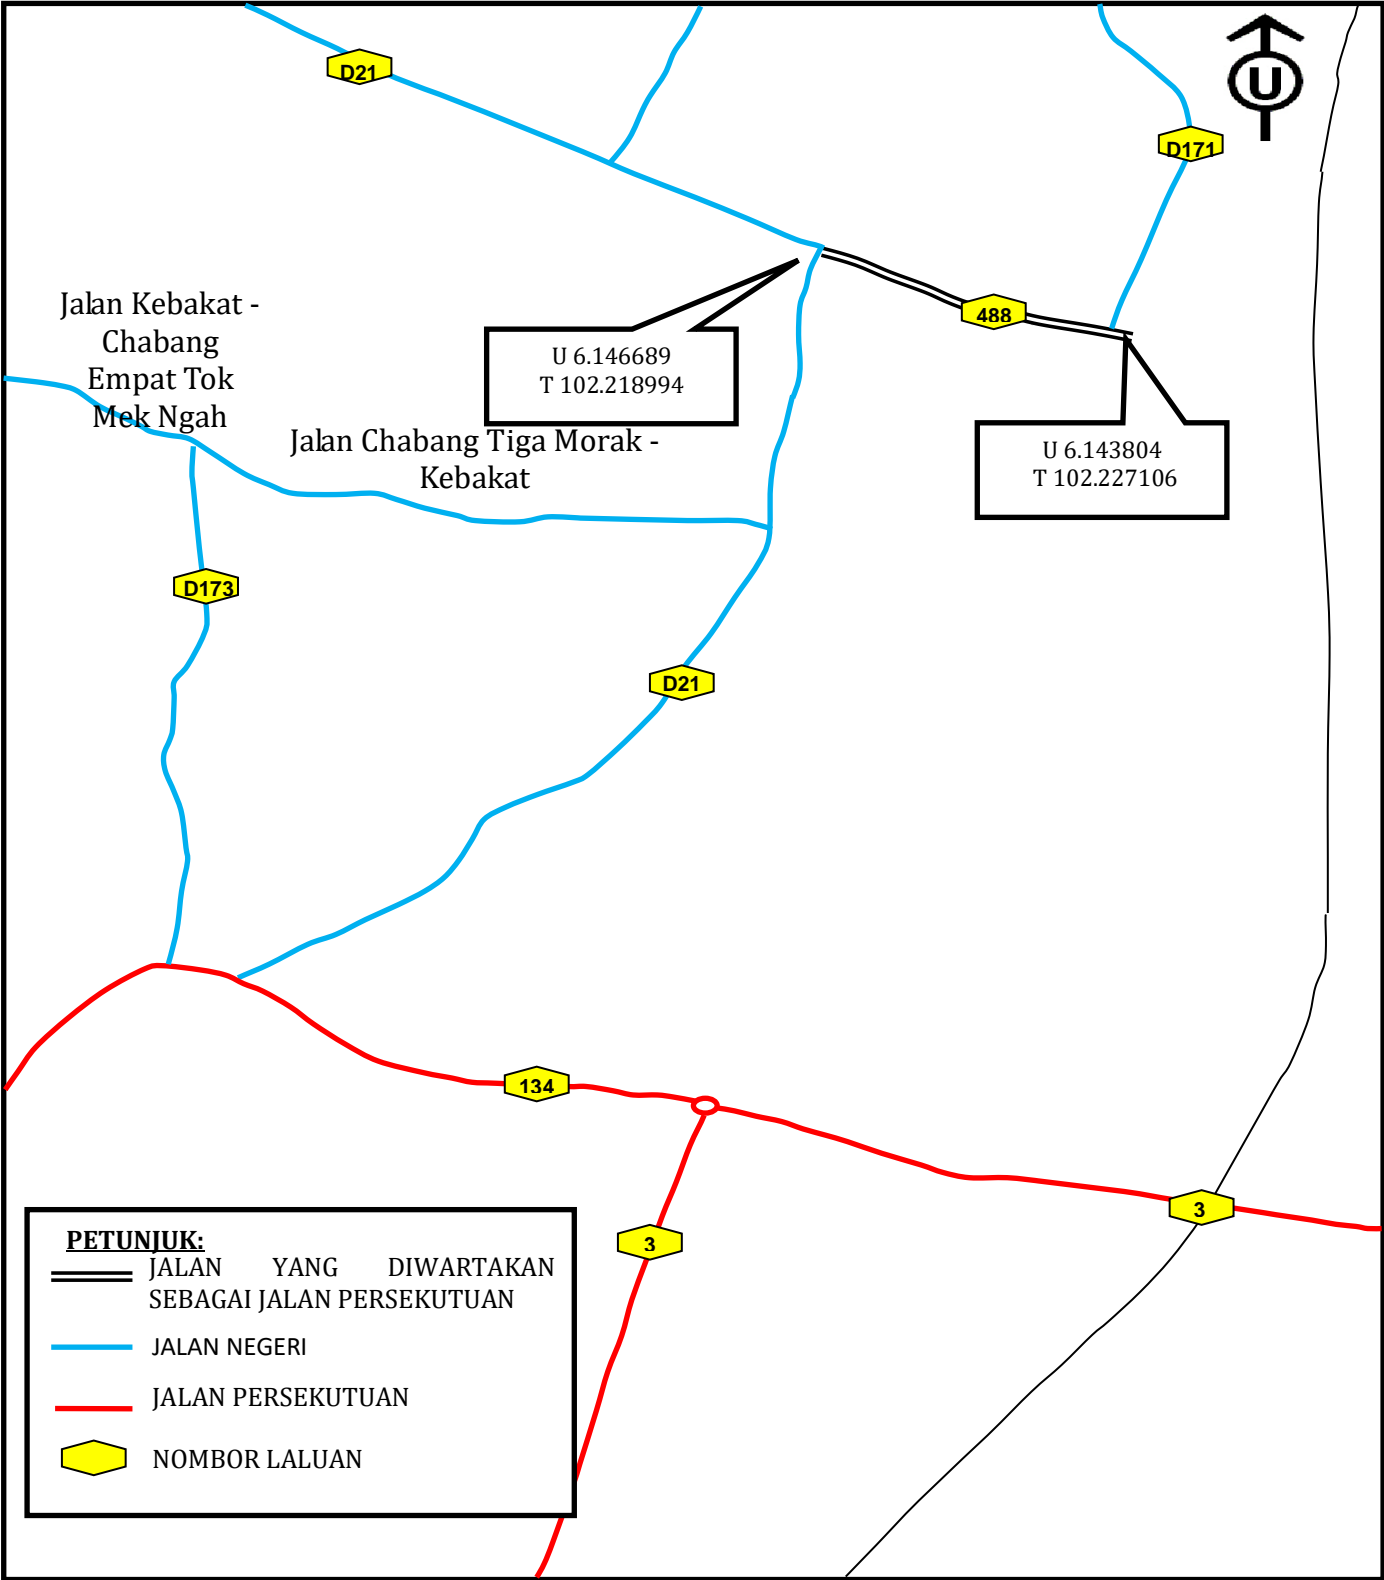 D21
U
D171
488
Jalan Kebakat -
Chabang
Empat Tok
Mek Ngah
U 6.146689
T 102.218994
Jalan Chabang Tiga Morak -
Kebakat
U 6.143804
T 102.227106
D173
D21
134
3
3
PETUNJUK:
JALAN YANG DIWARTAKAN
SEBAGAI JALAN PERSEKUTUAN
JALAN NEGERI
JALAN PERSEKUTUAN
NOMBOR LALUAN